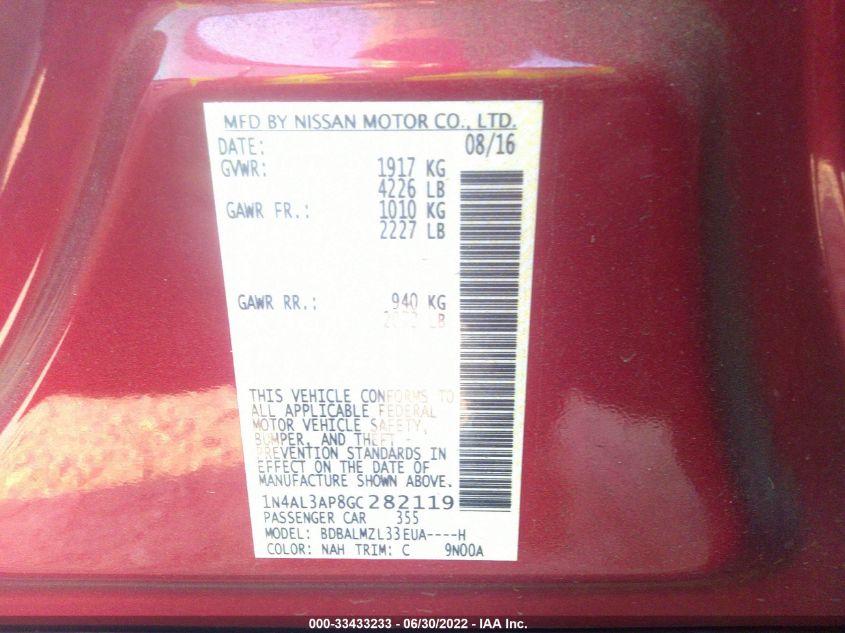 MFD BY NISSAN MOTOR CO., LTD.
DATE: 08/16
GVWR: 1917 KG
4226 LB
GAWR FR.: 1010 KG
2227 LB
GAWR RR.: 940 KG
2072 LB
THIS VEHICLE CONFORMS TO
ALL APPLICABLE FEDERAL
MOTOR VEHICLE SAFETY,
BUMPER, AND THEFT
PREVENTION STANDARDS IN
EFFECT ON THE DATE OF
MANUFACTURE SHOWN ABOVE.
1N4AL3AP8GC282119
PASSENGER CAR 355
MODEL: BDBALMZL33EUA----H
COLOR: NAH TRIM: C 9N00A
000-33433233 - 06/30/2022 - IAA Inc.